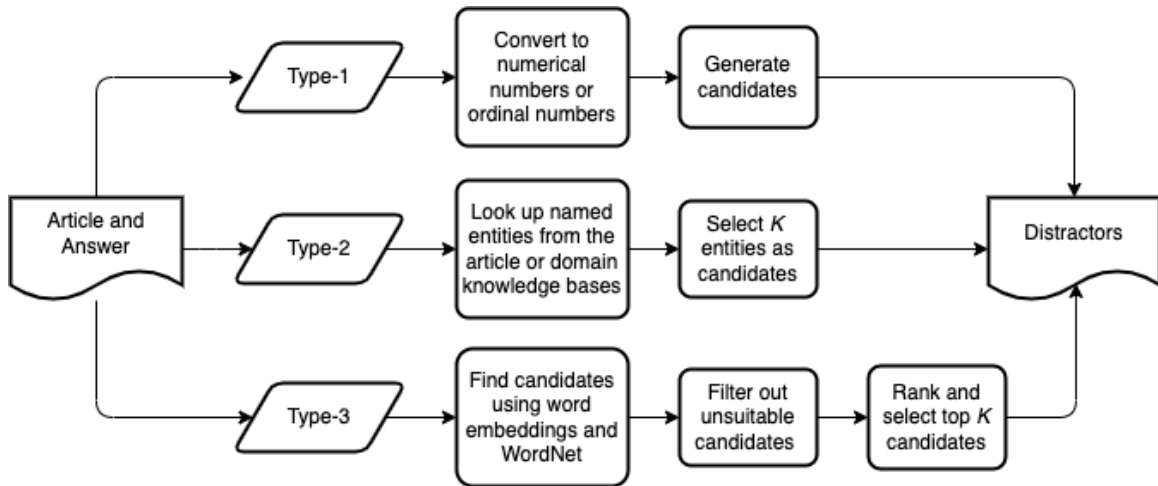 Type-1
Convert to
numerical
numbers or
ordinal numbers
Generate
candidates
Article and
Answer
Type-2
Look up named
entities from the
article or domain
knowledge bases
Select K
entities as
candidates
Distractors
Type-3
Find candidates
using word
embeddings and
WordNet
Filter out
unsuitable
candidates
Rank and
select top K
candidates